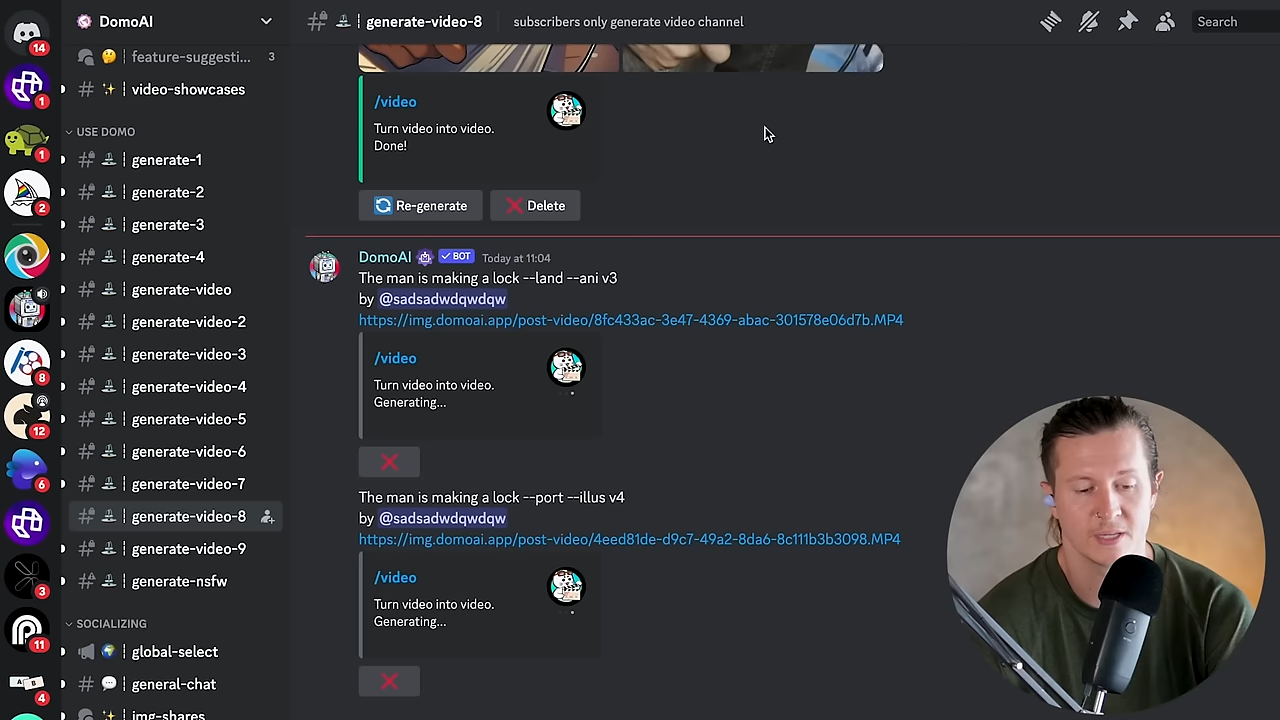 14
1
1
2
8
12
6
3
11
4
DomoAI
feature-suggesti... 3
video-showcases
USE DOMO
generate-1
generate-2
generate-3
generate-4
generate-video
generate-video-2
generate-video-3
generate-video-4
generate-video-5
generate-video-6
generate-video-7
generate-video-8
generate-video-9
generate-nsfw
SOCIALIZING
global-select
general-chat
img-shares
generate-video-8 subscribers only generate video channel
Search
/video
Turn video into video.
Done!
Re-generate Delete
DomoAI BOT Today at 11:04
The man is making a lock --land --ani v3
by @sadsadwdqwdqw
https://img.domoai.app/post-video/8fc433ac-3e47-4369-abac-301578e06d7b.MP4
/video
Turn video into video.
Generating...
The man is making a lock --port --illus v4
by @sadsadwdqwdqw
https://img.domoai.app/post-video/4eed81de-d9c7-49a2-8da6-8c111b3b3098.MP4
/video
Turn video into video.
Generating...